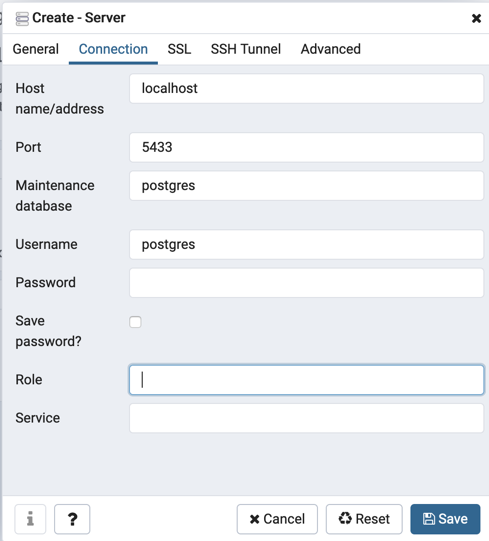 Create - Server
General Connection SSL SSH Tunnel Advanced
Host name/address localhost
Port 5433
Maintenance database postgres
Username postgres
Password
Save password?
Role
Service
i ? Cancel Reset Save